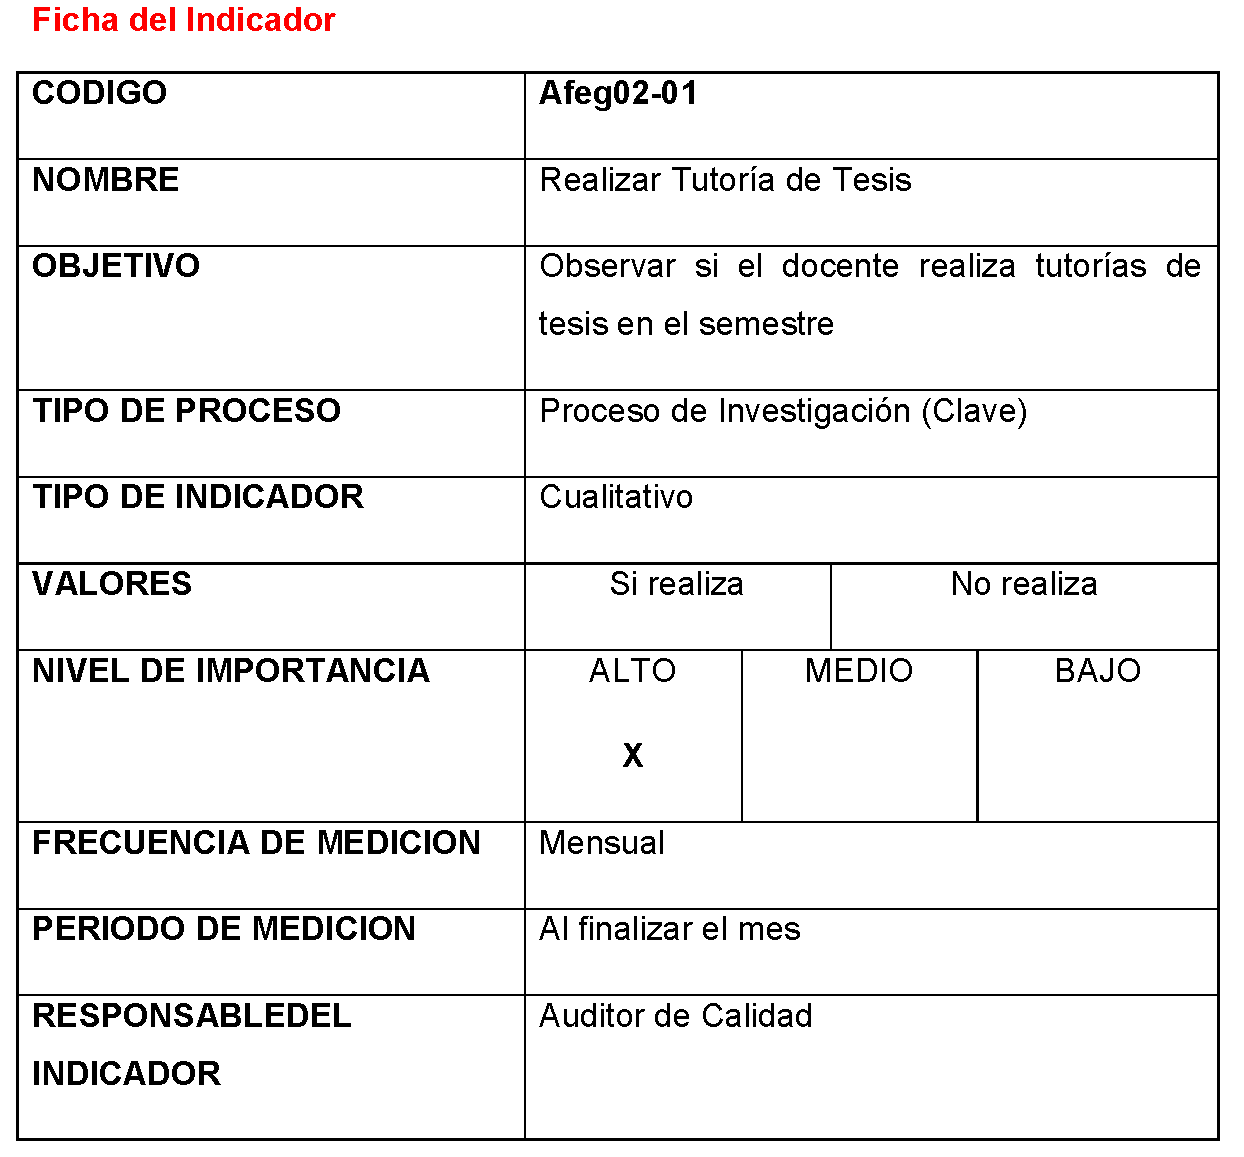 Ficha del Indicador
CODIGO Afeg02-01
NOMBRE Realizar Tutoría de Tesis
OBJETIVO Observar si el docente realiza tutorías de
tesis en el semestre
TIPO DE PROCESO Proceso de Investigación (Clave)
TIPO DE INDICADOR Cualitativo
VALORES Si realiza No realiza
NIVEL DE IMPORTANCIA ALTO MEDIO BAJO
X
FRECUENCIA DE MEDICION Mensual
PERIODO DE MEDICION Al finalizar el mes
RESPONSABLEDEL Auditor de Calidad
INDICADOR